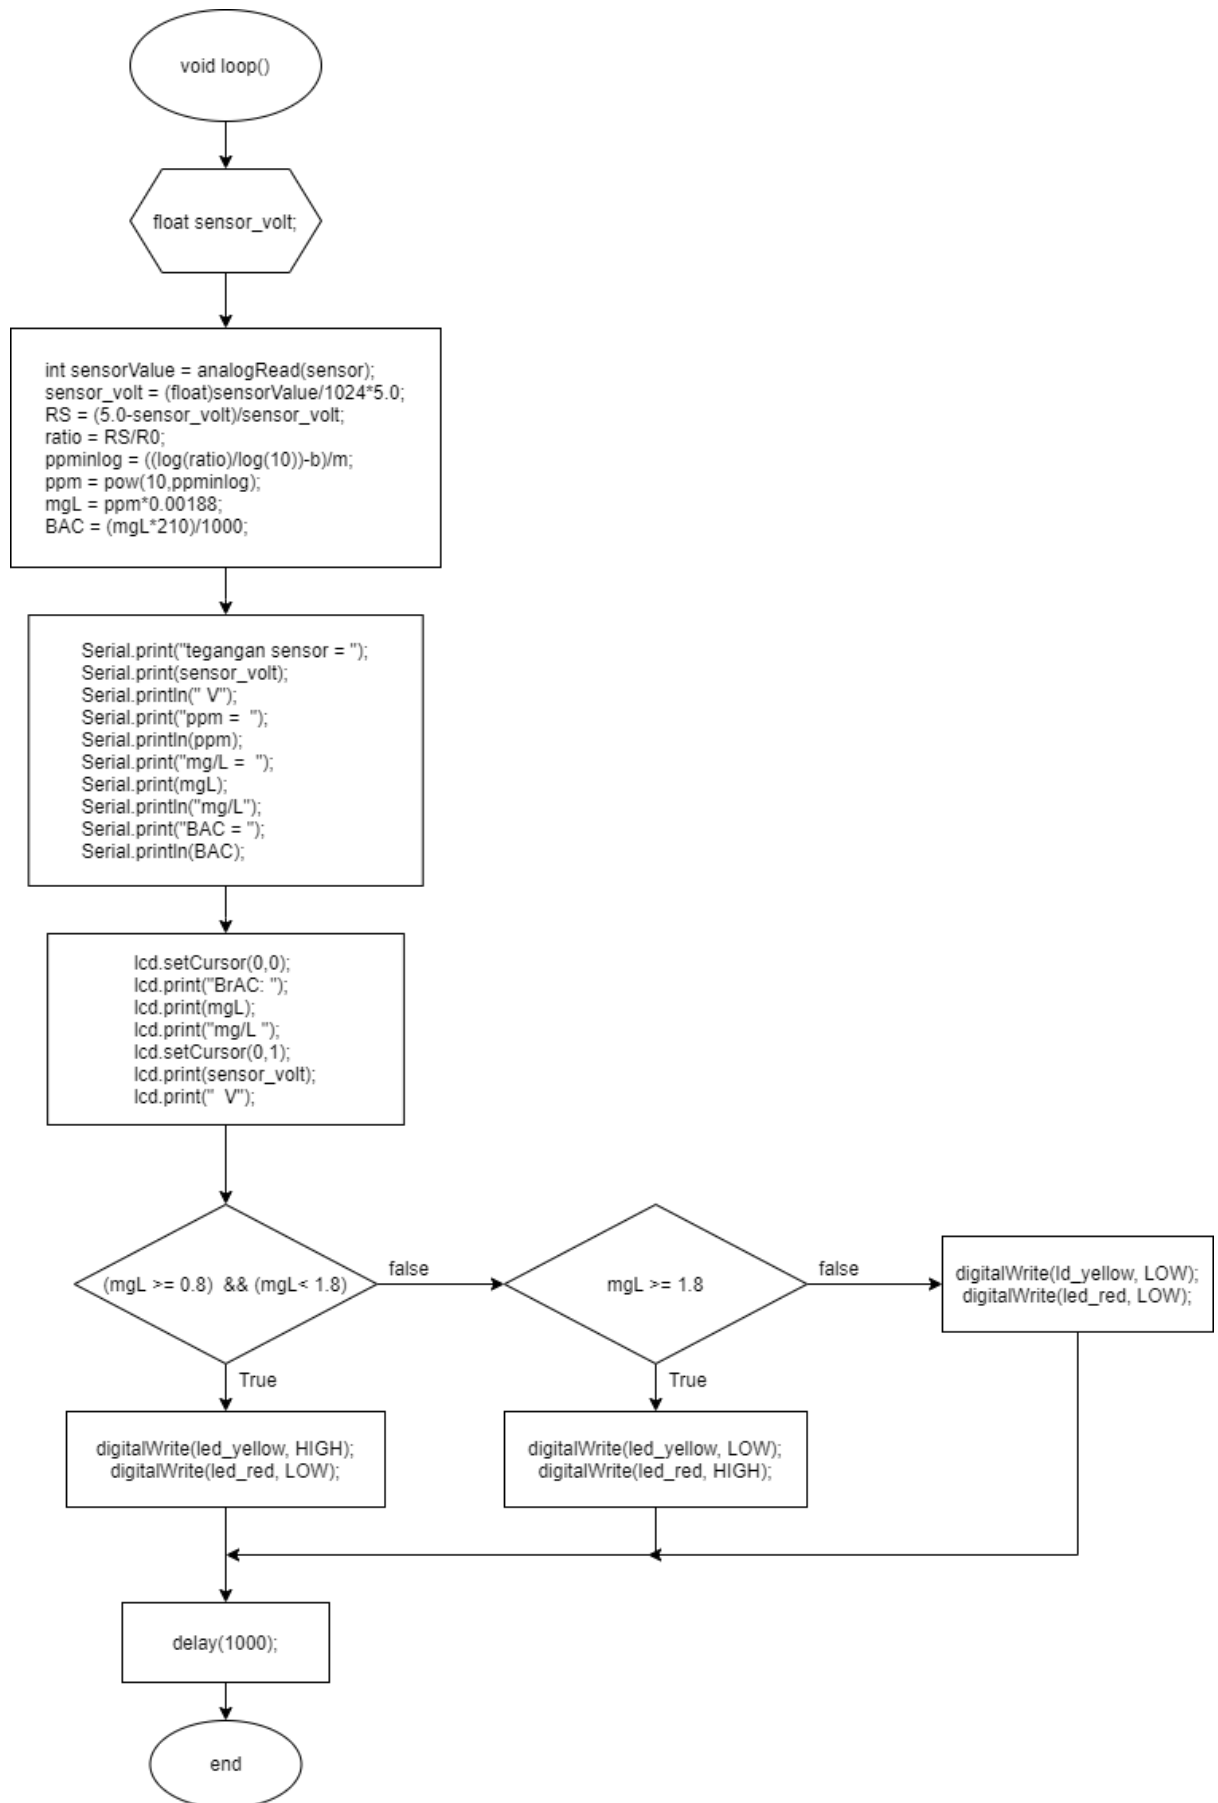 void loop()
float sensor_volt;
int sensorValue = analogRead(sensor);
sensor_volt = (float)sensorValue/1024*5.0;
RS = (5.0-sensor_volt)/sensor_volt;
ratio = RS/R0;
ppminlog = ((log(ratio)/log(10))-b)/m;
ppm = pow(10,ppminlog);
mgL = ppm*0.00188;
BAC = (mgL*210)/1000;
Serial.print("tegangan sensor = ");
Serial.print(sensor_volt);
Serial.println(" V");
Serial.print("ppm =  ");
Serial.println(ppm);
Serial.print("mg/L =  ");
Serial.print(mgL);
Serial.println("mg/L");
Serial.print("BAC = ");
Serial.println(BAC);
lcd.setCursor(0,0);
lcd.print("BrAC: ");
lcd.print(mgL);
lcd.print("mg/L ");
lcd.setCursor(0,1);
lcd.print(sensor_volt);
lcd.print("  V");
(mgL >= 0.8)  && (mgL< 1.8)
false
mgL >= 1.8
false
digitalWrite(ld_yellow, LOW);
digitalWrite(led_red, LOW);
True
True
digitalWrite(led_yellow, HIGH);
digitalWrite(led_red, LOW);
digitalWrite(led_yellow, LOW);
digitalWrite(led_red, HIGH);
delay(1000);
end